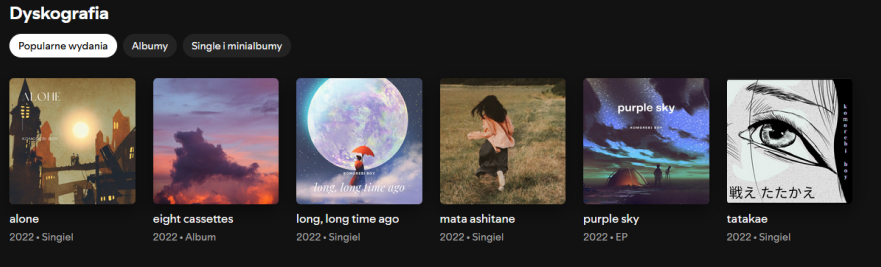 Dyskografia
Popularne wydania
Albumy
Single i minialbumy
ALOHE
purple sky
KOMOREBI BOY
KOMOREBI BOY
long, long time ago
戦え たたかえ
komorebi boy
alone
2022 • Singiel
eight cassettes
2022 • Album
long, long time ago
2022 • Singiel
mata ashitane
2022 • Singiel
purple sky
2022 • EP
tatakae
2022 • Singiel